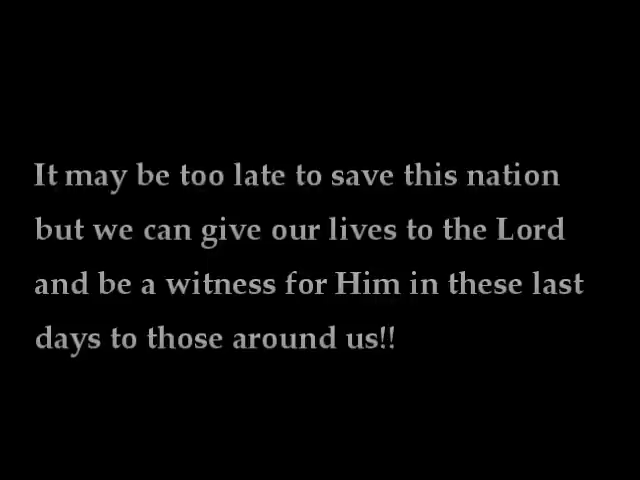 It may be too late to save this nation
but we can give our lives to the Lord
and be a witness for Him in these last
days to those around us!!